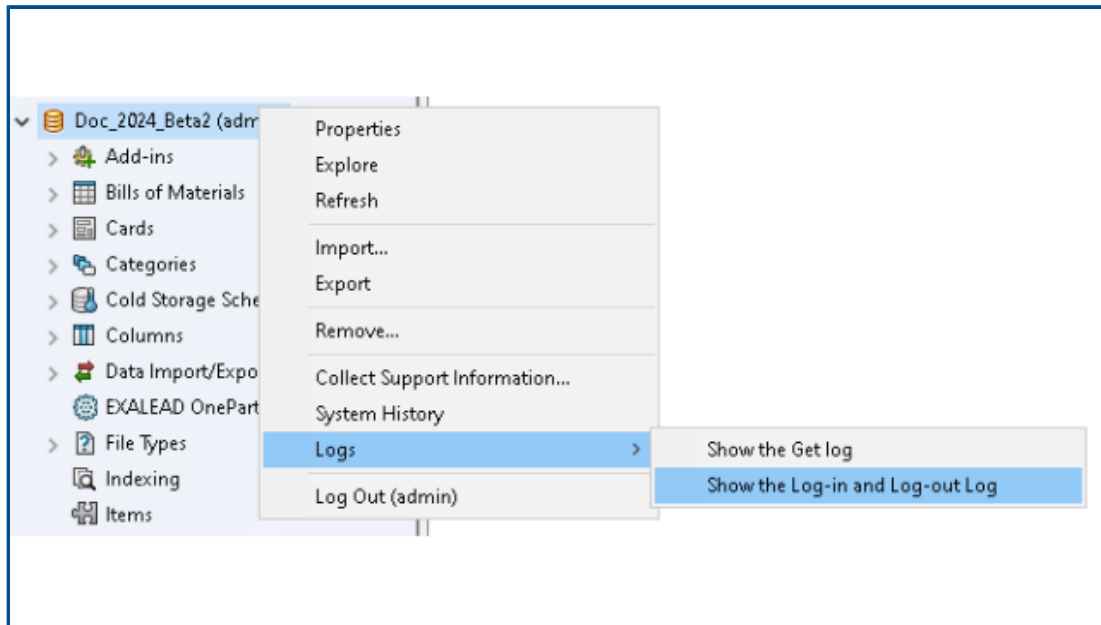 Doc_2024_Beta2 (adm
Add-ins
Bills of Materials
Cards
Categories
Cold Storage Sche
Columns
Data Import/Expo
EXALEAD OnePart
File Types
Indexing
Items
Properties
Explore
Refresh
Import...
Export
Remove...
Collect Support Information...
System History
Logs
Log Out (admin)
Show the Get log
Show the Log-in and Log-out Log